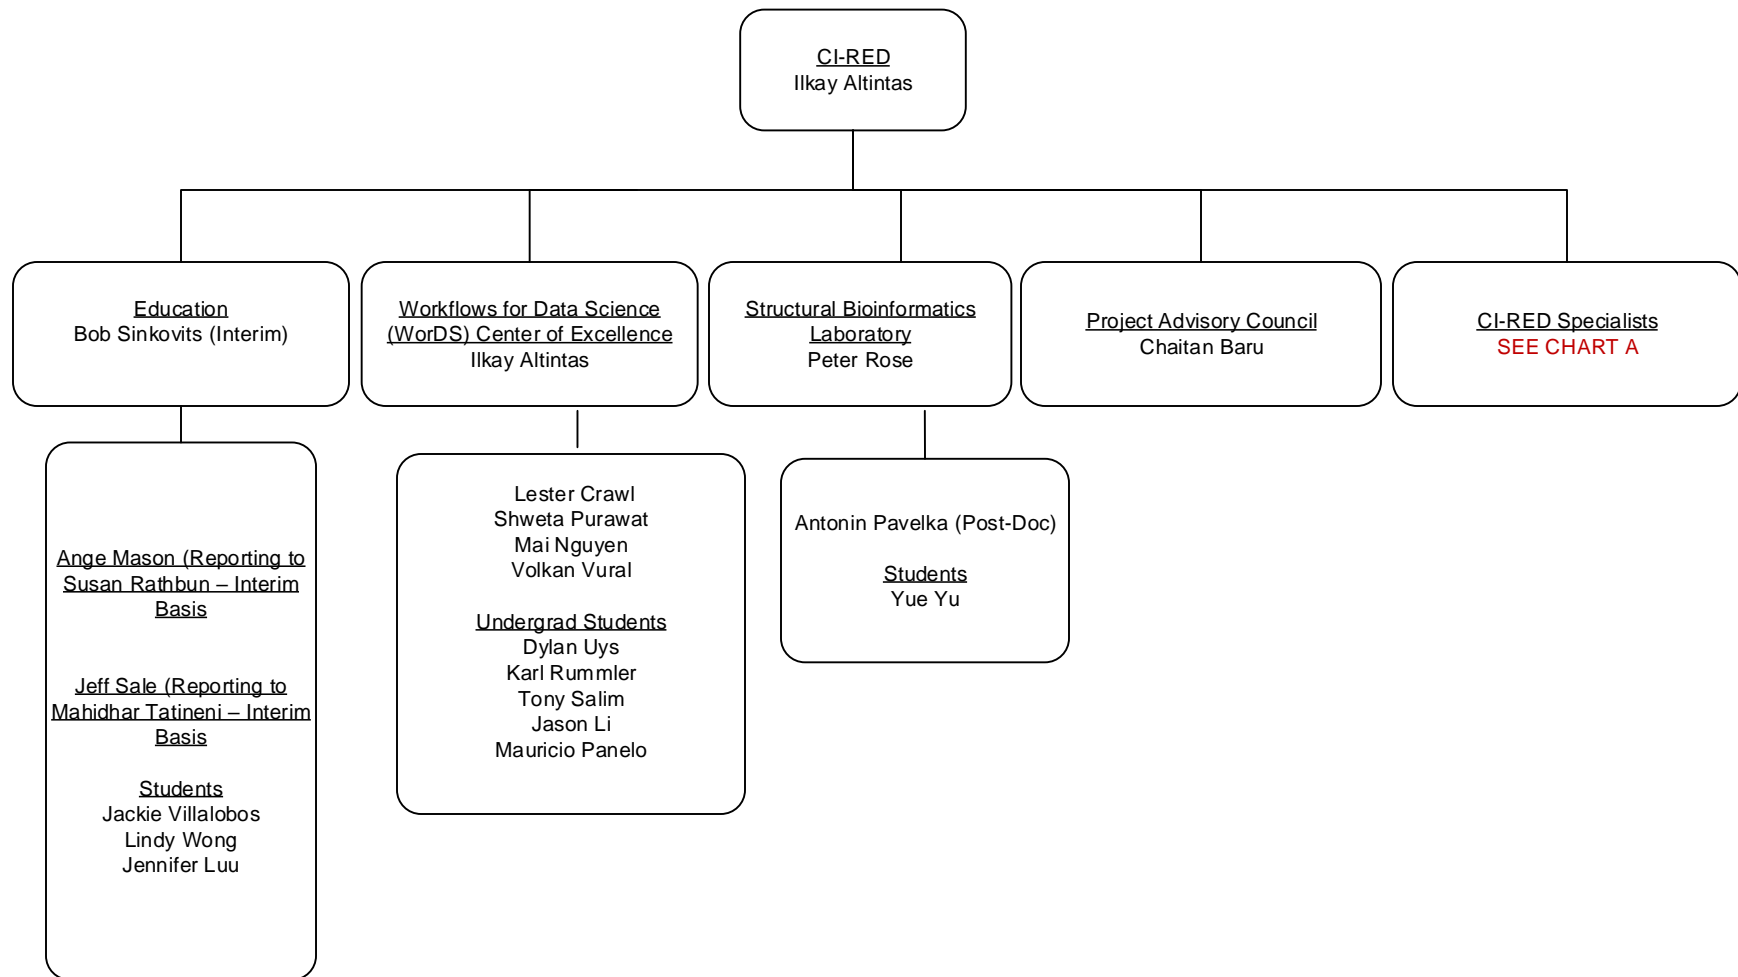 CI-RED
Ilkay Altintas
Education
Bob Sinkovits (Interim)
Workflows for Data Science
(WorDS) Center of Excellence
Ilkay Altintas
Structural Bioinformatics
Laboratory
Peter Rose
Project Advisory Council
Chaitan Baru
CI-RED Specialists
SEE CHART A
Ange Mason (Reporting to
Susan Rathbun – Interim
Basis
Jeff Sale (Reporting to
Mahidhar Tatineni – Interim
Basis
Students
Jackie Villalobos
Lindy Wong
Jennifer Luu
Lester Crawl
Shweta Purawat
Mai Nguyen
Volkan Vural
Undergrad Students
Dylan Uys
Karl Rummler
Tony Salim
Jason Li
Mauricio Panelo
Antonin Pavelka (Post-Doc)
Students
Yue Yu